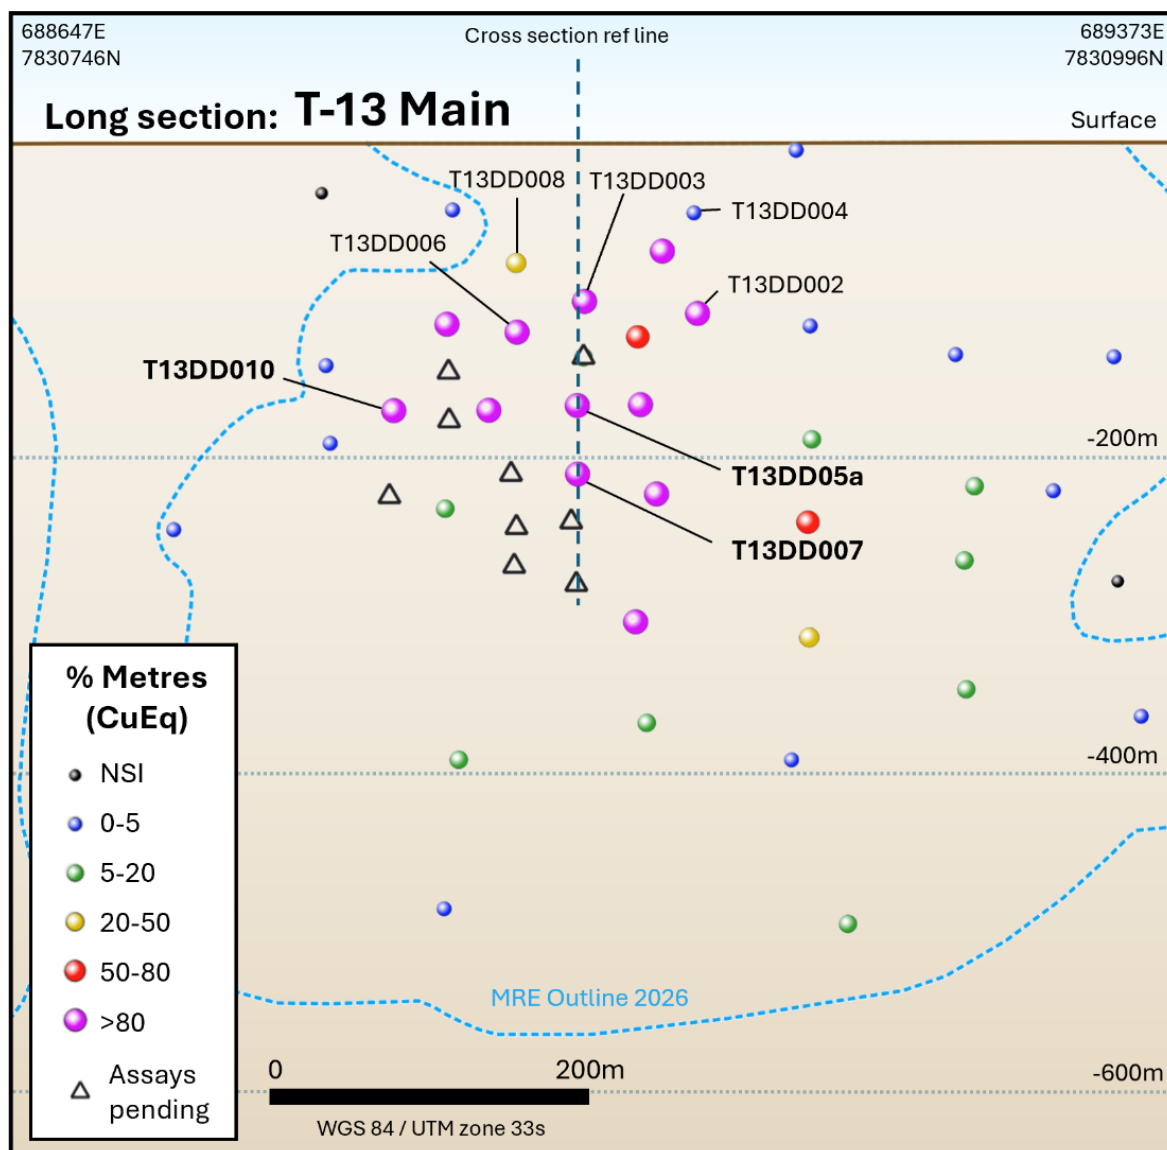 688647E
7830746N
Cross section ref line
689373E
7830996N
Long section: T-13 Main
Surface
T13DD008
T13DD003
T13DD004
T13DD006
T13DD002
T13DD010
-200m
T13DD05a
T13DD007
% Metres
(CuEq)
NSI
0-5
5-20
20-50
50-80
>80
Assays
pending
-400m
MRE Outline 2026
0
200m
-600m
WGS 84 / UTM zone 33s